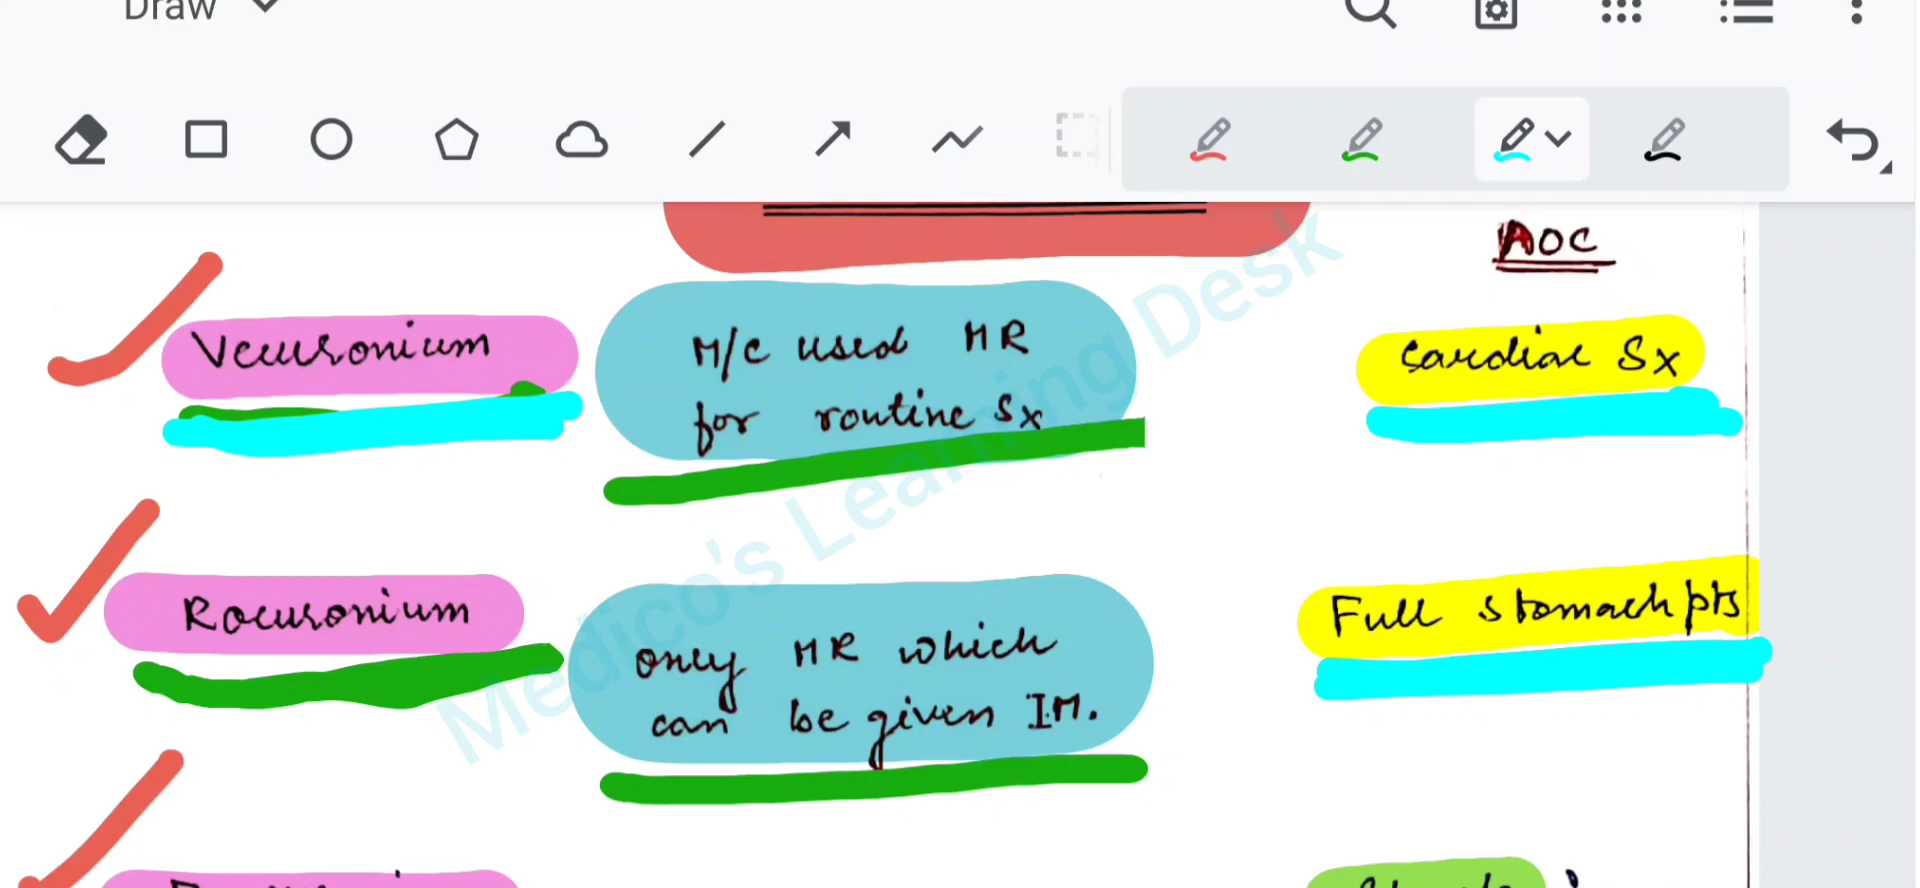 Draw
AOC
Vecuronium
M/c used MR
for routine Sx
Cardiac Sx
Rocuronium
only MR which
can be given IM.
Full stomach pts
Medico's Learning Desk